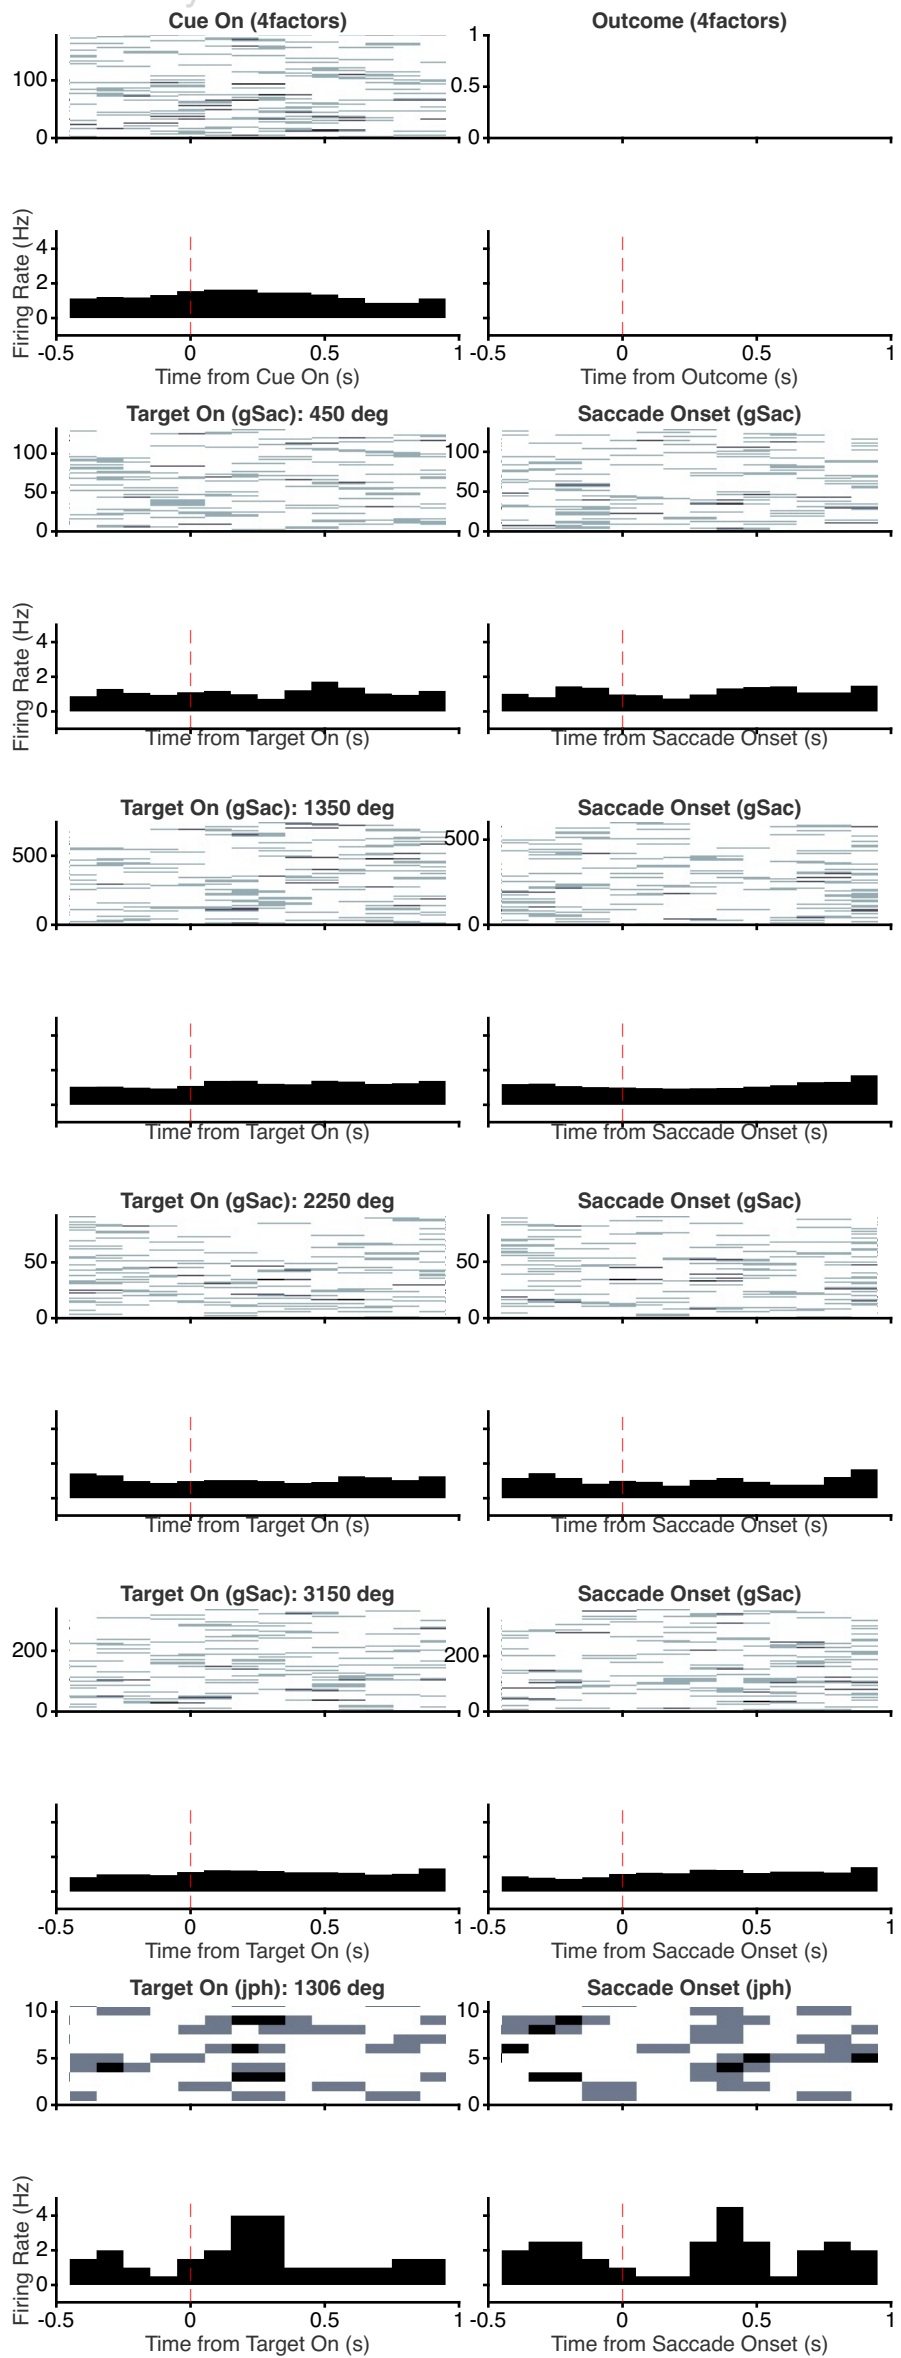 Cue On (4factors)
Outcome (4factors)
100
0
1
0.5
0
Firing Rate (Hz)
4
2
0
-0.5 0 0.5 1
Time from Cue On (s)
-0.5 0 0.5 1
Time from Outcome (s)
Target On (gSac): 450 deg
Saccade Onset (gSac)
100
50
0
100
50
0
Firing Rate (Hz)
4
2
0
Time from Target On (s)
Time from Saccade Onset (s)
Target On (gSac): 1350 deg
Saccade Onset (gSac)
500
0
500
0
Time from Target On (s)
Time from Saccade Onset (s)
Target On (gSac): 2250 deg
Saccade Onset (gSac)
50
0
50
0
Time from Target On (s)
Time from Saccade Onset (s)
Target On (gSac): 3150 deg
Saccade Onset (gSac)
200
0
200
0
-0.5 0 0.5 1
Time from Target On (s)
-0.5 0 0.5 1
Time from Saccade Onset (s)
Target On (jph): 1306 deg
Saccade Onset (jph)
10
5
0
10
5
0
Firing Rate (Hz)
4
2
0
-0.5 0 0.5 1
Time from Target On (s)
-0.5 0 0.5 1
Time from Saccade Onset (s)